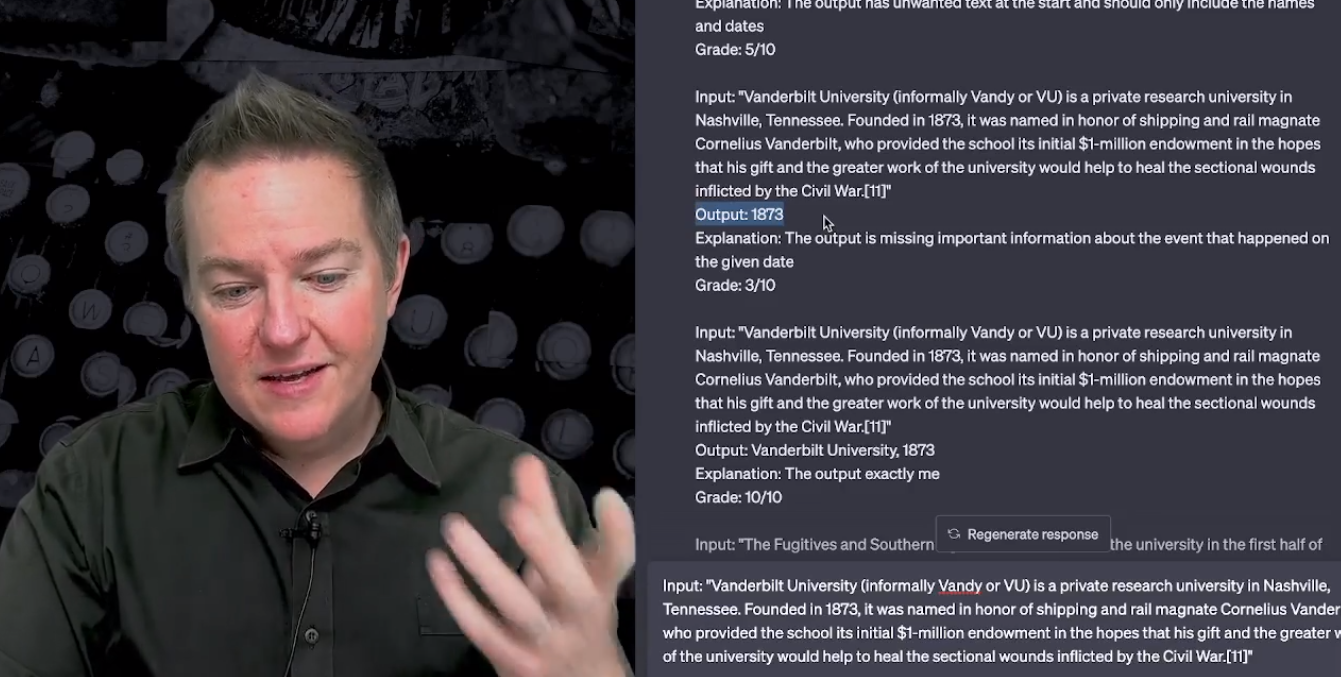 Explanation: The output has unwanted text at the start and should only include the names
and dates
Grade: 5/10
Input: "Vanderbilt University (informally Vandy or VU) is a private research university in
Nashville, Tennessee. Founded in 1873, it was named in honor of shipping and rail magnate
Cornelius Vanderbilt, who provided the school its initial $1-million endowment in the hopes
that his gift and the greater work of the university would help to heal the sectional wounds
inflicted by the Civil War.[11]"
Output: 1873
Explanation: The output is missing important information about the event that happened on
the given date
Grade: 3/10
Input: "Vanderbilt University (informally Vandy or VU) is a private research university in
Nashville, Tennessee. Founded in 1873, it was named in honor of shipping and rail magnate
Cornelius Vanderbilt, who provided the school its initial $1-million endowment in the hopes
that his gift and the greater work of the university would help to heal the sectional wounds
inflicted by the Civil War.[11]"
Output: Vanderbilt University, 1873
Explanation: The output exactly me
Grade: 10/10
Input: "The Fugitives and Southern the university in the first half of
Regenerate response
Input: "Vanderbilt University (informally Vandy or VU) is a private research university in Nashville,
Tennessee. Founded in 1873, it was named in honor of shipping and rail magnate Cornelius Vander
who provided the school its initial $1-million endowment in the hopes that his gift and the greater w
of the university would help to heal the sectional wounds inflicted by the Civil War.[11]"
W
U
A